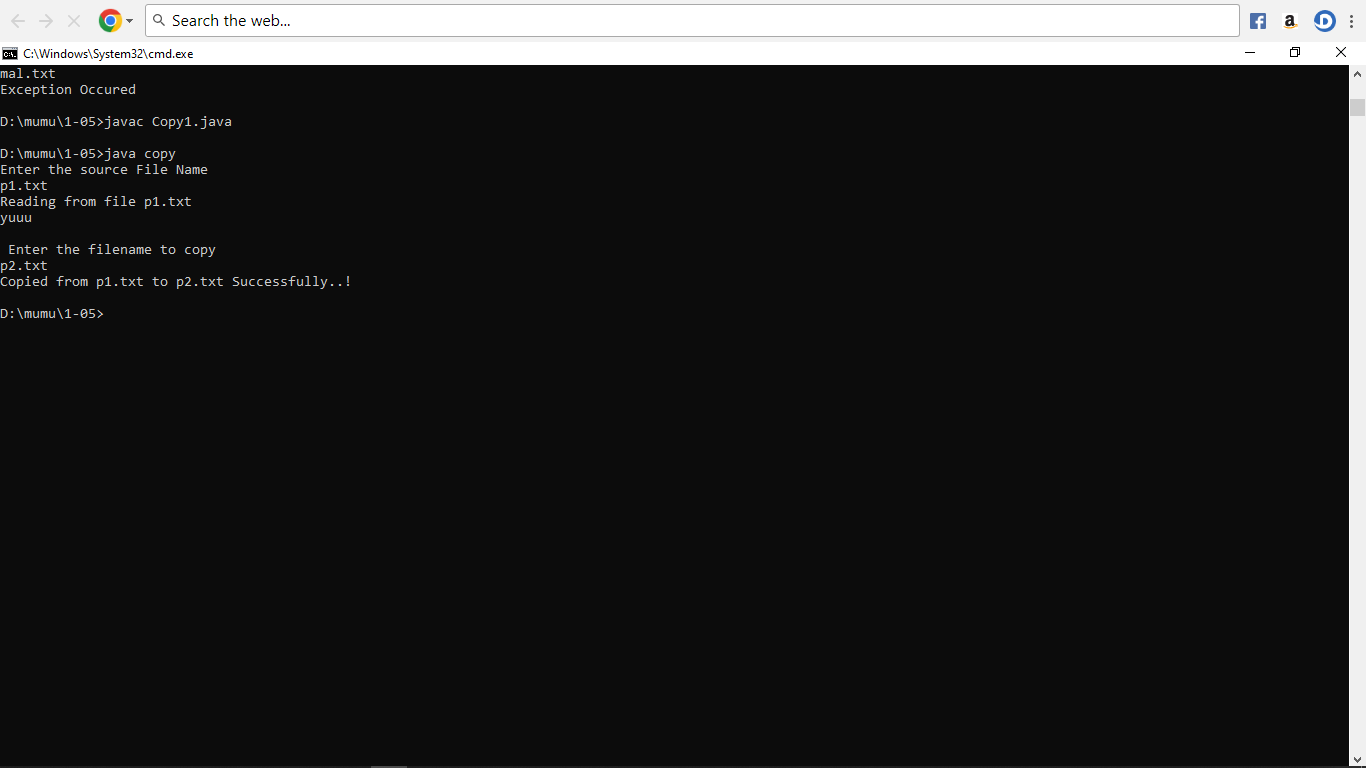 Search the web...
C:\Windows\System32\cmd.exe
mal.txt
Exception Occured
D:\mumu\1-05>javac Copy1.java
D:\mumu\1-05>java copy
Enter the source File Name
p1.txt
Reading from file p1.txt
yuuu
Enter the filename to copy
p2.txt
Copied from p1.txt to p2.txt Successfully..!
D:\mumu\1-05>